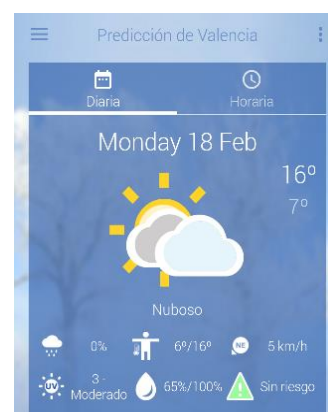 Predicción de Valencia
Diaria
Horaria
Monday 18 Feb
16º
7º
Nuboso
0%
6º/16º
NE
5 km/h
UV
3 -
Moderado
65%/100%
Sin riesgo